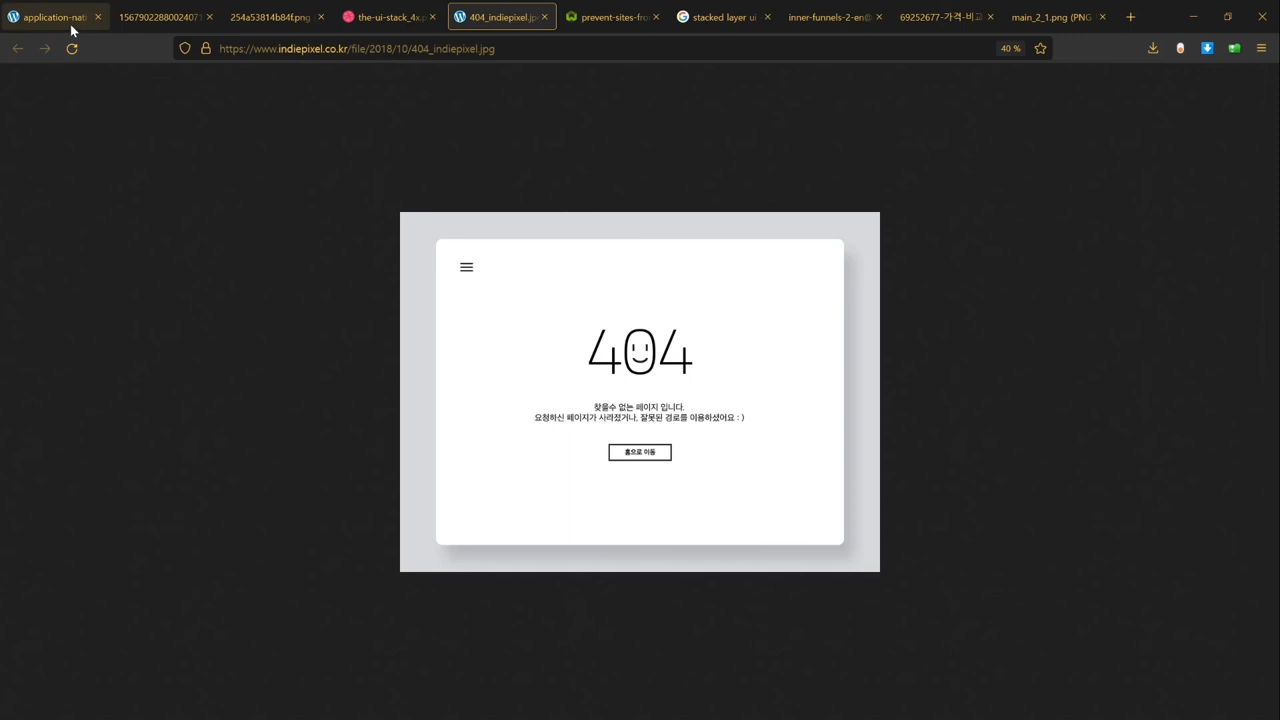 application-nati
15679022880024071
254a53814b84f.png
the-ui-stack_4x.p
404_indiepixel.jp
prevent-sites-fro
stacked layer ui
inner-funnels-2-en@
69252677-가격-비교
main_2_1.png (PNG
https://www.indiepixel.co.kr/file/2018/10/404_indiepixel.jpg
40 %
404
찾을수 없는 페이지 입니다.
요청하신 페이지가 사라졌거나, 잘못된 경로를 이용하셨어요 : )
홈으로 이동